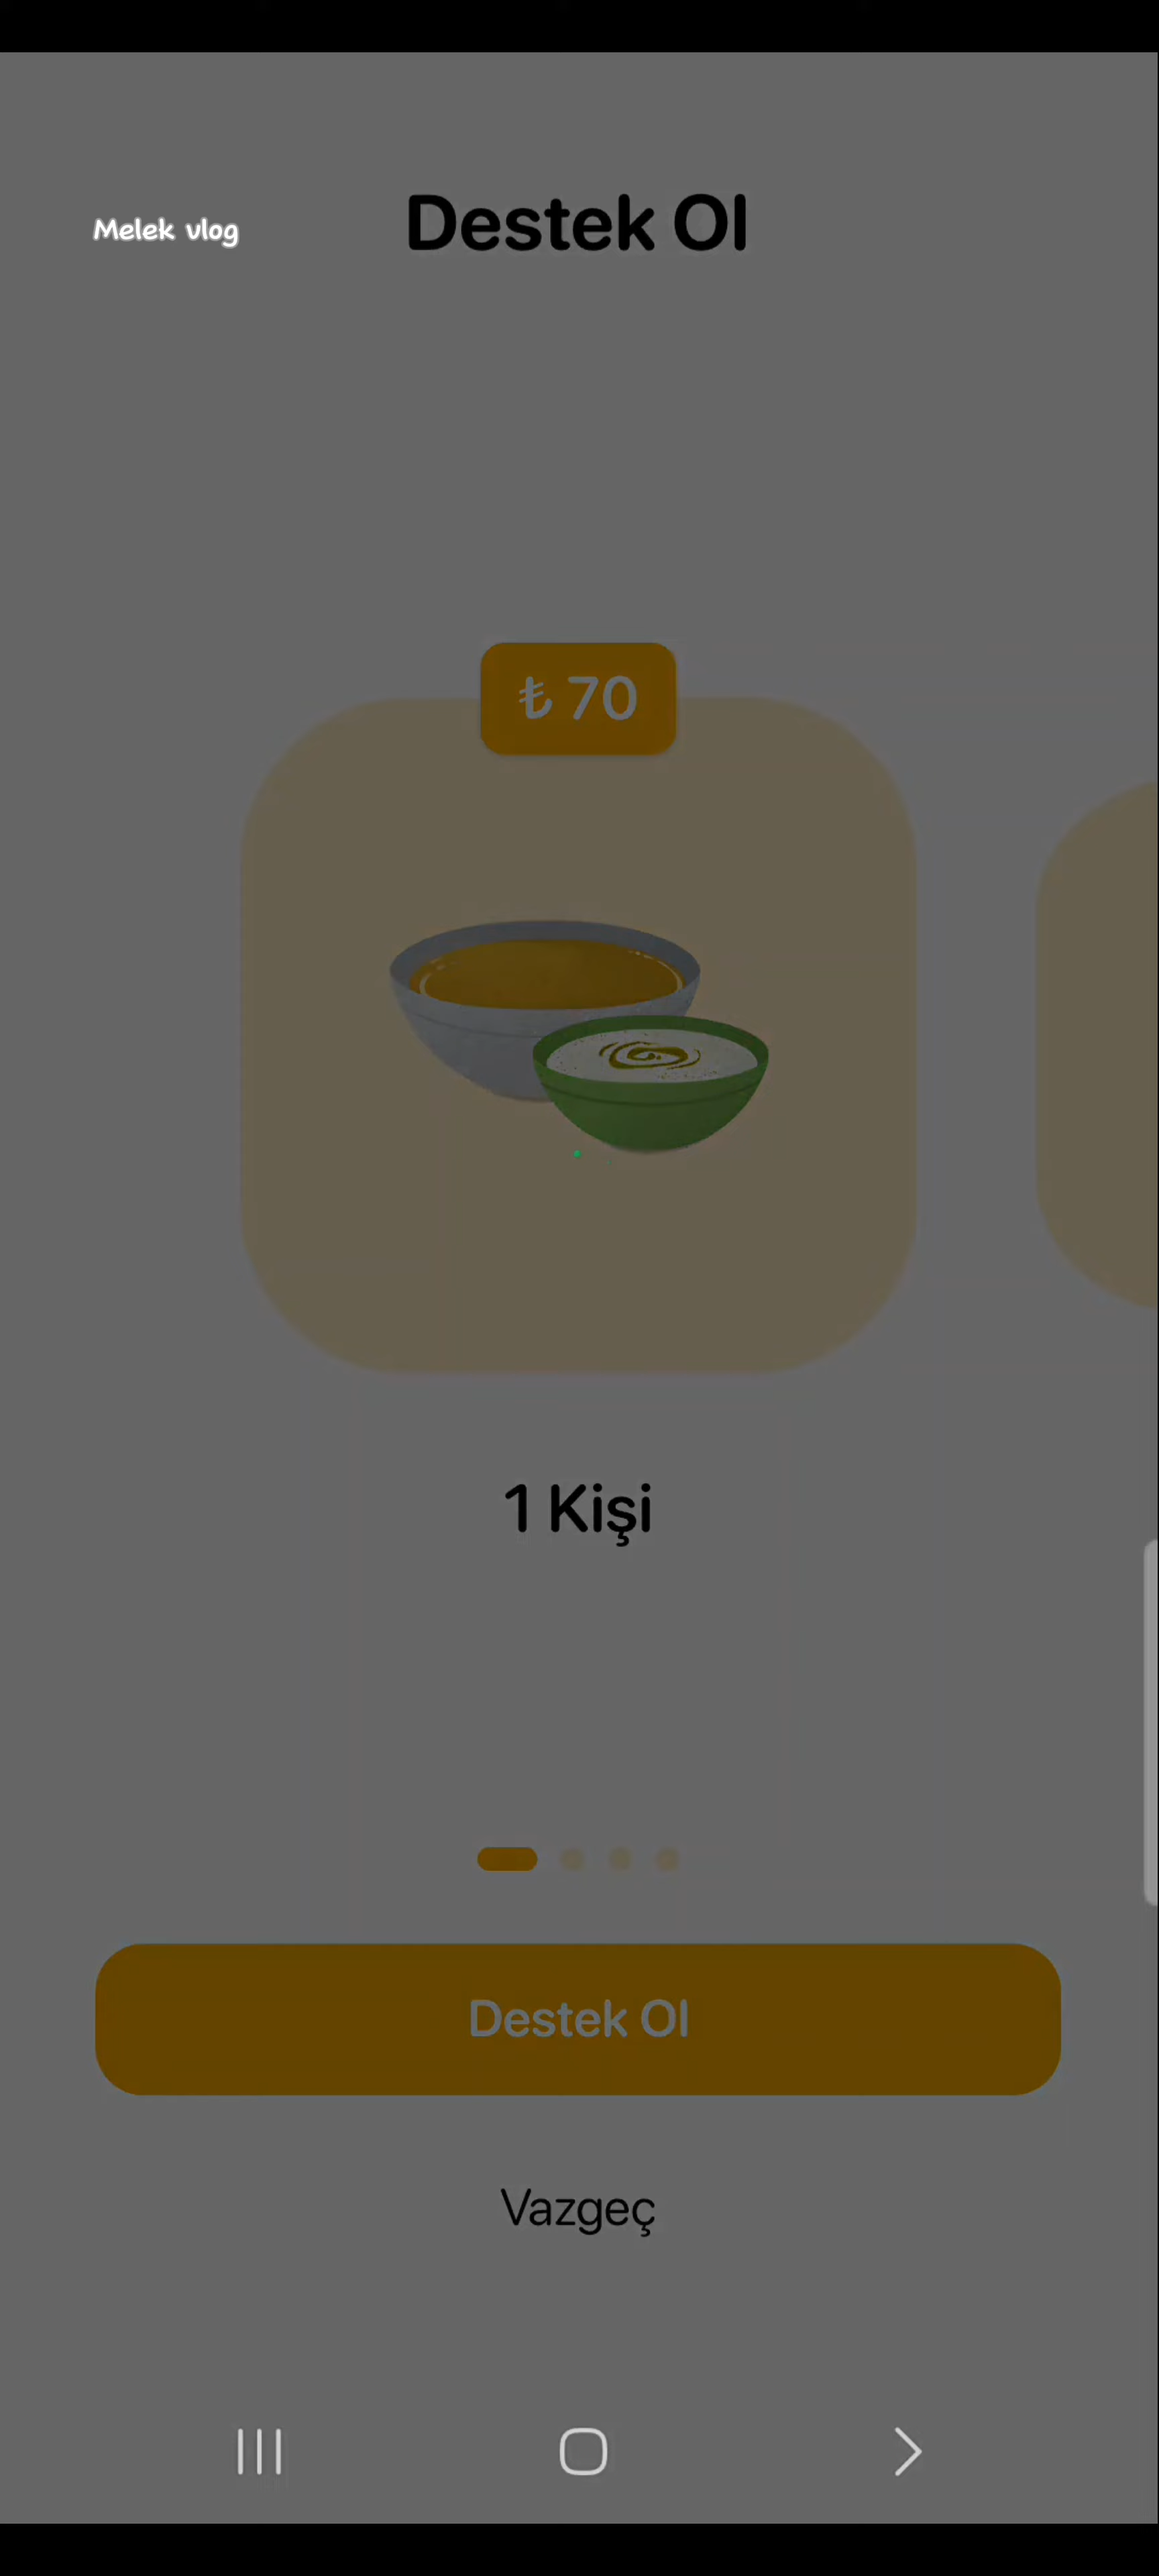 Melek vlog
Destek Ol
₺ 70
1 Kişi
Destek Ol
Vazgeç